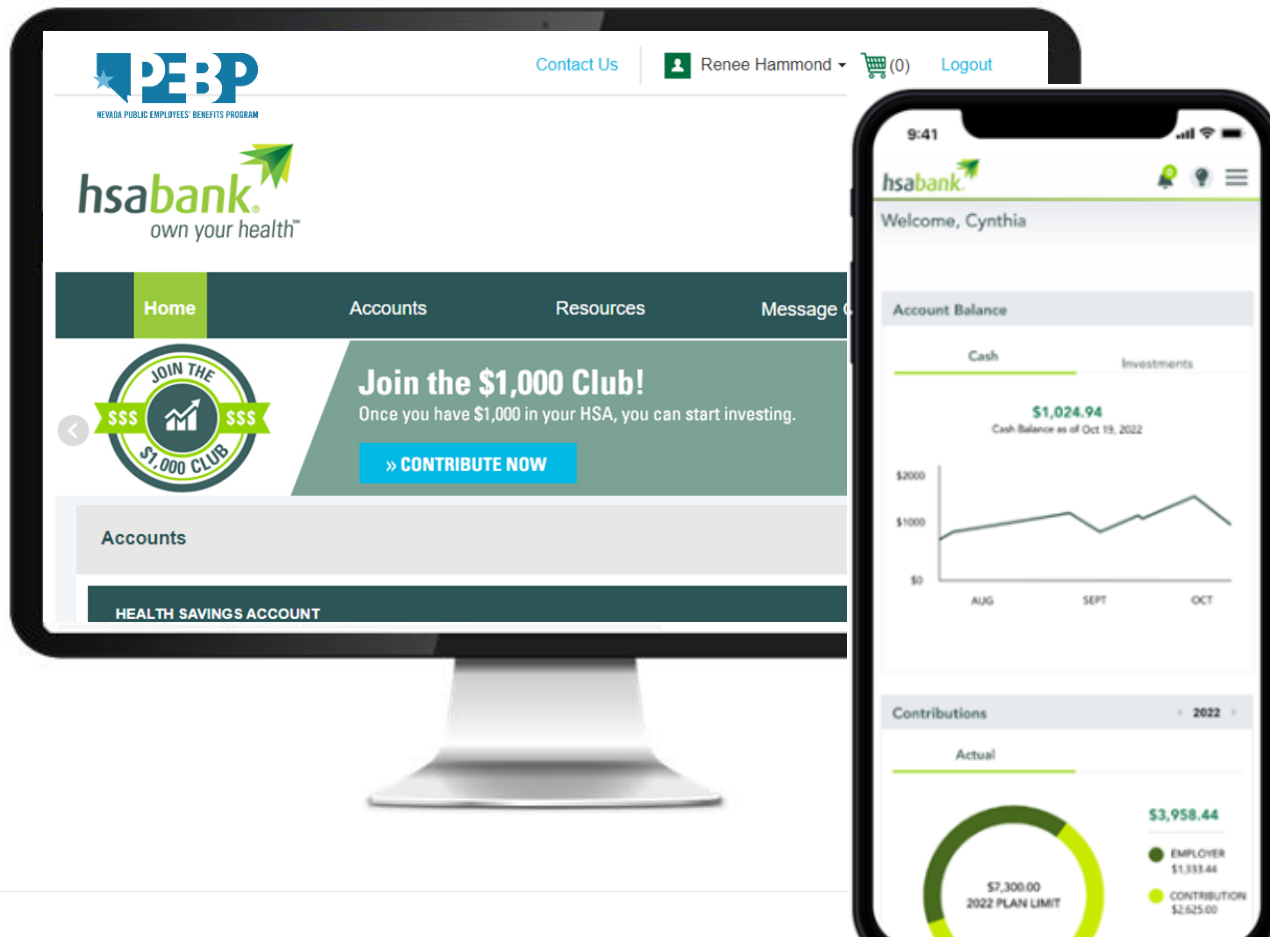 PEBP
NEVADA PUBLIC EMPLOYEES' BENEFITS PROGRAM
Contact Us
Renee Hammond
(0)
Logout
hsabank®
own your health℠
Home
Accounts
Resources
Message
JOIN THE
$$$ $$$
$1,000 CLUB
Join the $1,000 Club!
Once you have $1,000 in your HSA, you can start investing.
» CONTRIBUTE NOW
Accounts
HEALTH SAVINGS ACCOUNT
9:41
hsabank.
Welcome, Cynthia
Account Balance
Cash
Investments
$1,024.94
Cash Balance as of Oct 19, 2022
$2000
$1000
$0
AUG SEPT OCT
Contributions
2022
Actual
$3,958.44
EMPLOYER
$1,333.44
CONTRIBUTION
$2,625.00
$7,300.00
2022 PLAN LIMIT